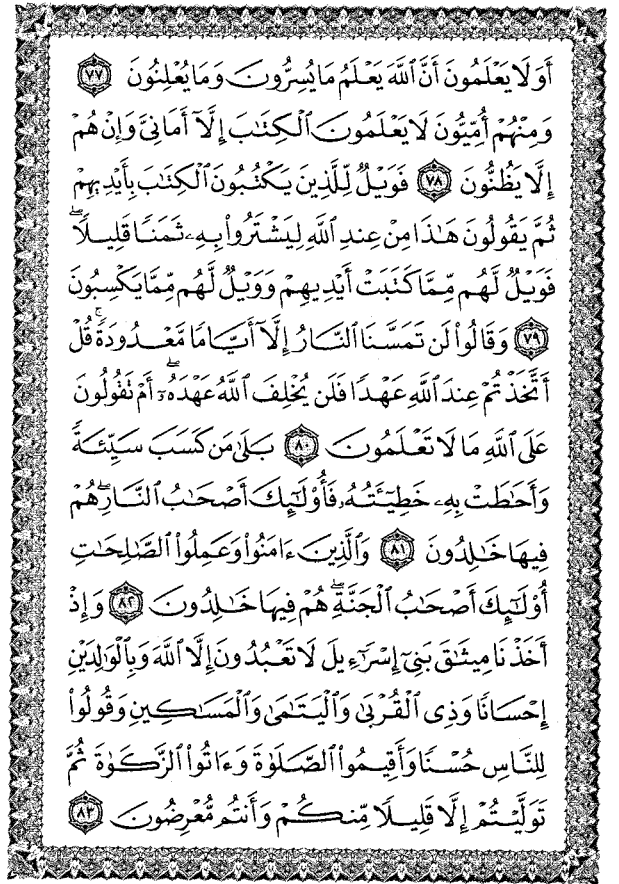 أَوَلَا يَعْلَمُونَ أَنَّ ٱللَّهَ يَعْلَمُ مَا يُسِرُّونَ وَمَا يُعْلِنُونَ ٧٧
وَمِنْهُمْ أُمِّيُّونَ لَا يَعْلَمُونَ ٱلْكِتَٰبَ إِلَّآ أَمَانِىَّ وَإِنْ هُمْ
إِلَّا يَظُنُّونَ ٧٨ فَوَيْلٌ لِّلَّذِينَ يَكْتُبُونَ ٱلْكِتَٰبَ بِأَيْدِيهِمْ
ثُمَّ يَقُولُونَ هَٰذَا مِنْ عِندِ ٱللَّهِ لِيَشْتَرُوا۟ بِهِۦ ثَمَنًا قَلِيلًا ۖ
فَوَيْلٌ لَّهُم مِّمَّا كَتَبَتْ أَيْدِيهِمْ وَوَيْلٌ لَّهُم مِّمَّا يَكْسِبُونَ
٧٩ وَقَالُوا۟ لَن تَمَسَّنَا ٱلنَّارُ إِلَّآ أَيَّامًا مَّعْدُودَةً ۚ قُلْ
أَتَّخَذْتُمْ عِندَ ٱللَّهِ عَهْدًا فَلَن يُخْلِفَ ٱللَّهُ عَهْدَهُۥٓ ۖ أَمْ تَقُولُونَ
عَلَى ٱللَّهِ مَا لَا تَعْلَمُونَ ٨٠ بَلَىٰ مَن كَسَبَ سَيِّئَةً
وَأَحَٰطَتْ بِهِۦ خَطِيٓـَٔتُهُۥ فَأُو۟لَٰٓئِكَ أَصْحَٰبُ ٱلنَّارِ ۖ هُمْ
فِيهَا خَٰلِدُونَ ٨١ وَٱلَّذِينَ ءَامَنُوا۟ وَعَمِلُوا۟ ٱلصَّٰلِحَٰتِ
أُو۟لَٰٓئِكَ أَصْحَٰبُ ٱلْجَنَّةِ ۖ هُمْ فِيهَا خَٰلِدُونَ ٨٢ وَإِذْ
أَخَذْنَا مِيثَٰقَ بَنِىٓ إِسْرَٰٓءِيلَ لَا تَعْبُدُونَ إِلَّا ٱللَّهَ وَبِٱلْوَٰلِدَيْنِ
إِحْسَانًا وَذِى ٱلْقُرْبَىٰ وَٱلْيَتَٰمَىٰ وَٱلْمَسَٰكِينِ وَقُولُوا۟
لِلنَّاسِ حُسْنًا وَأَقِيمُوا۟ ٱلصَّلَوٰةَ وَءَاتُوا۟ ٱلزَّكَوٰةَ ثُمَّ
تَوَلَّيْتُمْ إِلَّا قَلِيلًا مِّنكُمْ وَأَنتُم مُّعْرِضُونَ ٨٣